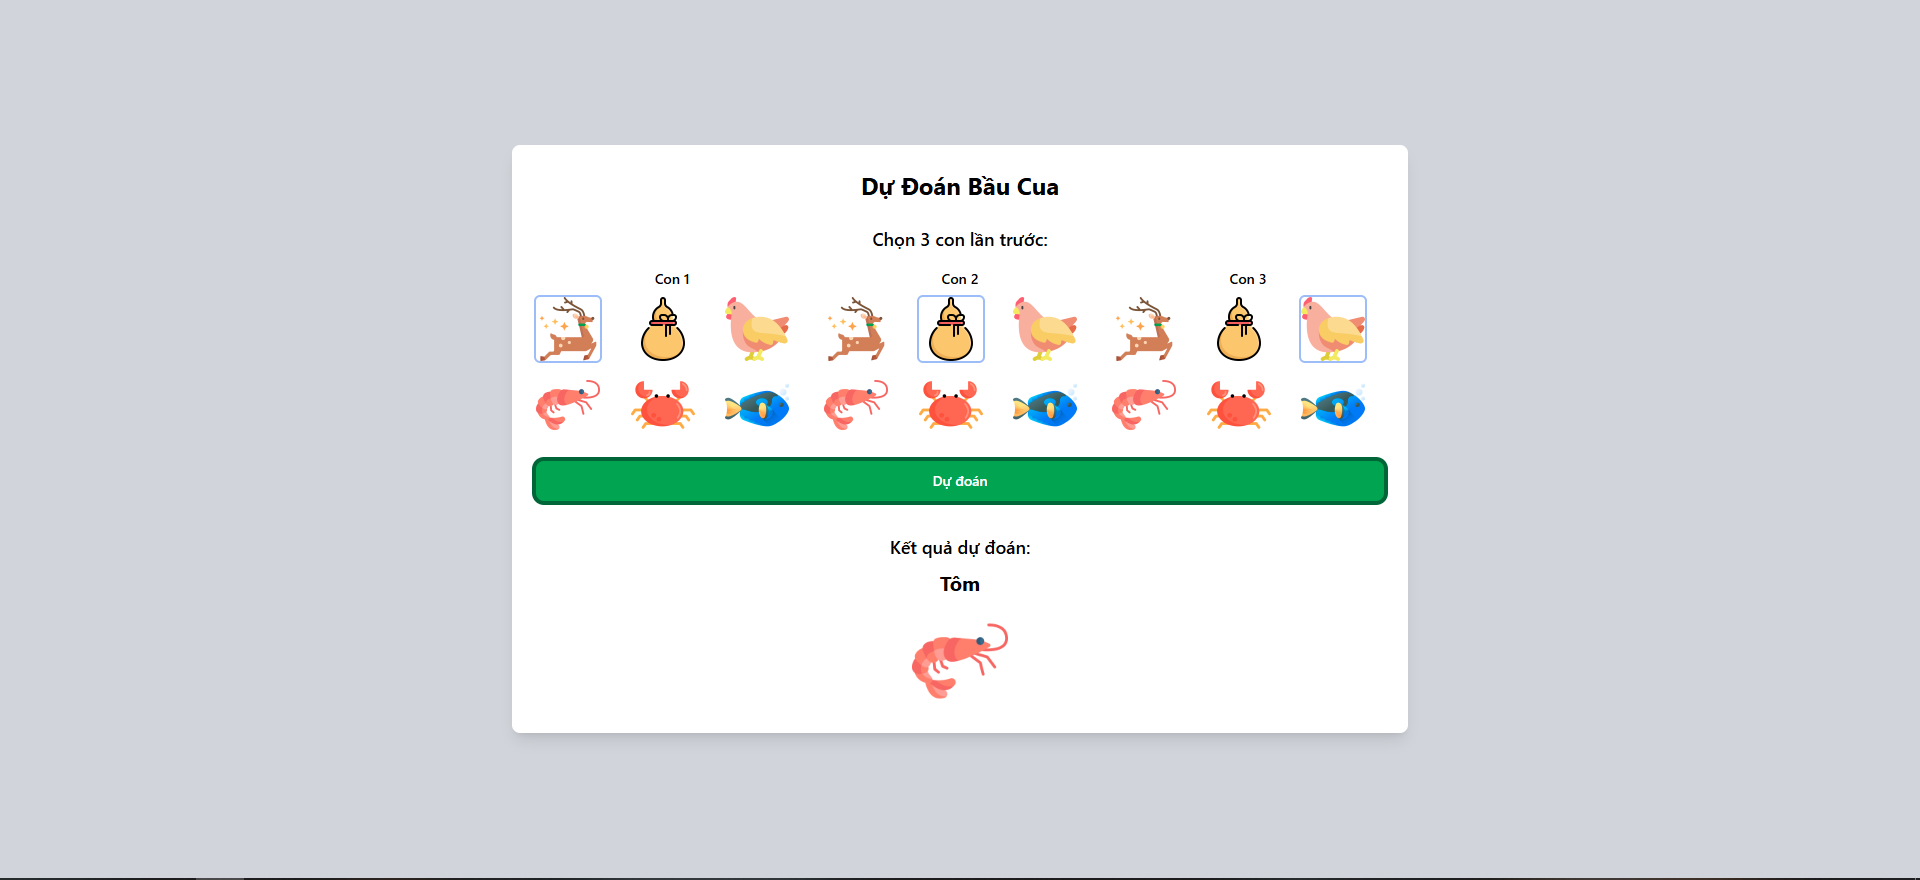 Dự Đoán Bầu Cua
Chọn 3 con lần trước:
Con 1
Con 2
Con 3
Dự đoán
Kết quả dự đoán:
Tôm